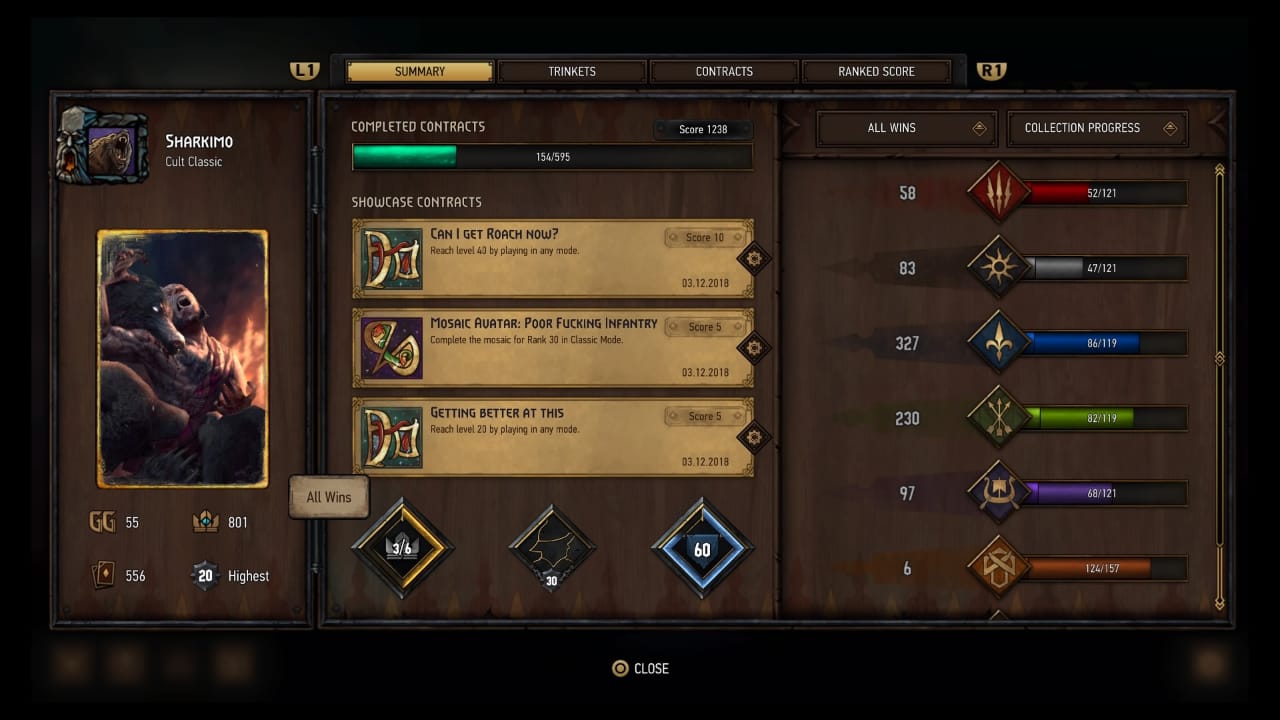 L1
SUMMARY
TRINKETS
CONTRACTS
RANKED SCORE
R1
SHARKIMO
Cult Classic
GG 55
801
556
20 Highest
COMPLETED CONTRACTS
Score 1238
154/595
SHOWCASE CONTRACTS
CAN I GET ROACH NOW?
Score 10
Reach level 40 by playing in any mode.
03.12.2018
MOSAIC AVATAR: POOR FUCKING INFANTRY
Score 5
Complete the mosaic for Rank 30 in Classic Mode.
03.12.2018
GETTING BETTER AT THIS
Score 5
Reach level 20 by playing in any mode.
03.12.2018
All Wins
3/6
30
60
ALL WINS
COLLECTION PROGRESS
58 52/121
83 47/121
327 86/119
230 82/119
97 68/121
6 124/157
CLOSE